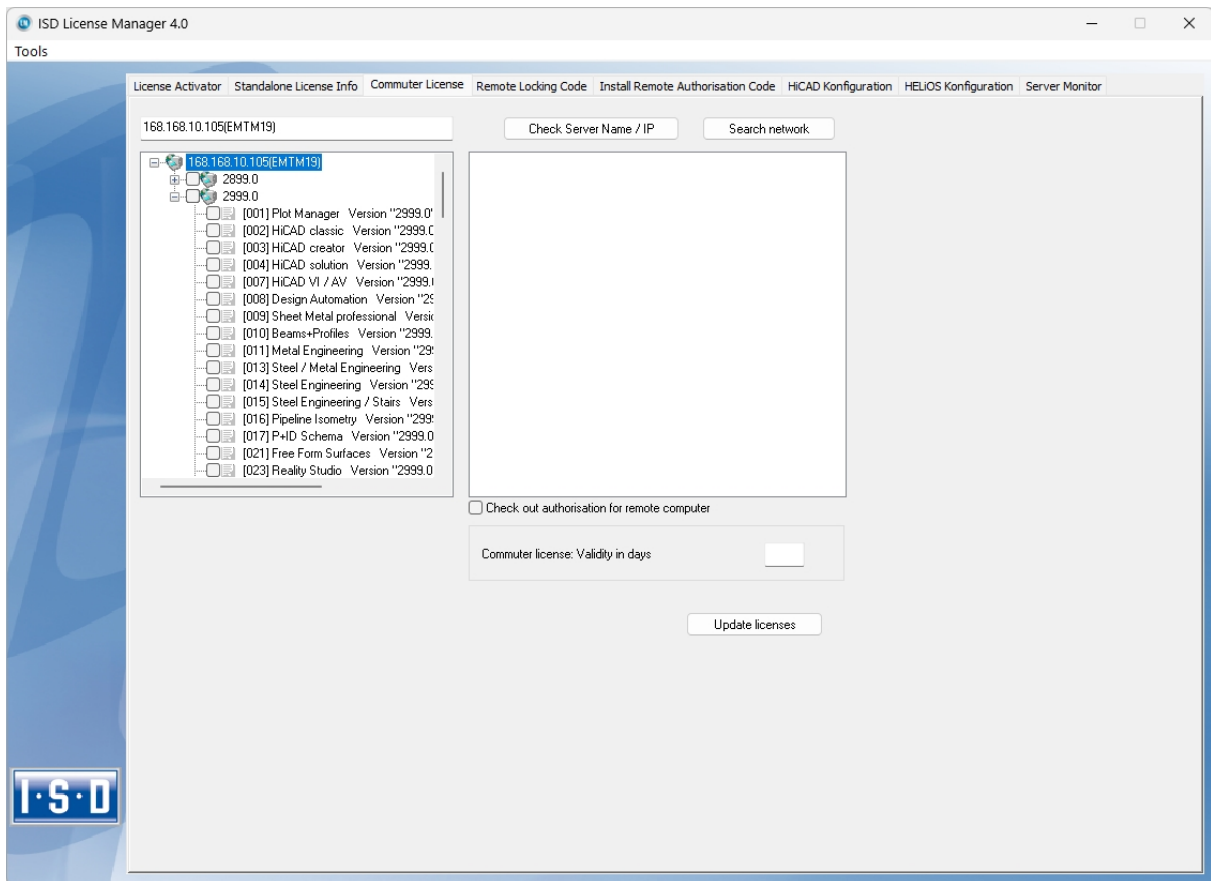 ISD License Manager 4.0
Tools
License Activator Standalone License Info Commuter License Remote Locking Code Install Remote Authorisation Code HiCAD Konfiguration HELiOS Konfiguration Server Monitor
168.168.10.105(EMTM19) Check Server Name / IP Search network
168.168.10.105(EMTM19)
2899.0
2999.0
[001] Plot Manager Version "2999.0"
[002] HiCAD classic Version "2999.0
[003] HiCAD creator Version "2999.0
[004] HiCAD solution Version "2999.
[007] HiCAD VI / AV Version "2999.
[008] Design Automation Version "29
[009] Sheet Metal professional Versio
[010] Beams+Profiles Version "2999.
[011] Metal Engineering Version "299
[013] Steel / Metal Engineering Vers
[014] Steel Engineering Version "299
[015] Steel Engineering / Stairs Vers
[016] Pipeline Isometry Version "299
[017] P+ID Schema Version "2999.0
[021] Free Form Surfaces Version "2
[023] Reality Studio Version "2999.0
Check out authorisation for remote computer
Commuter license: Validity in days
Update licenses
I·S·D